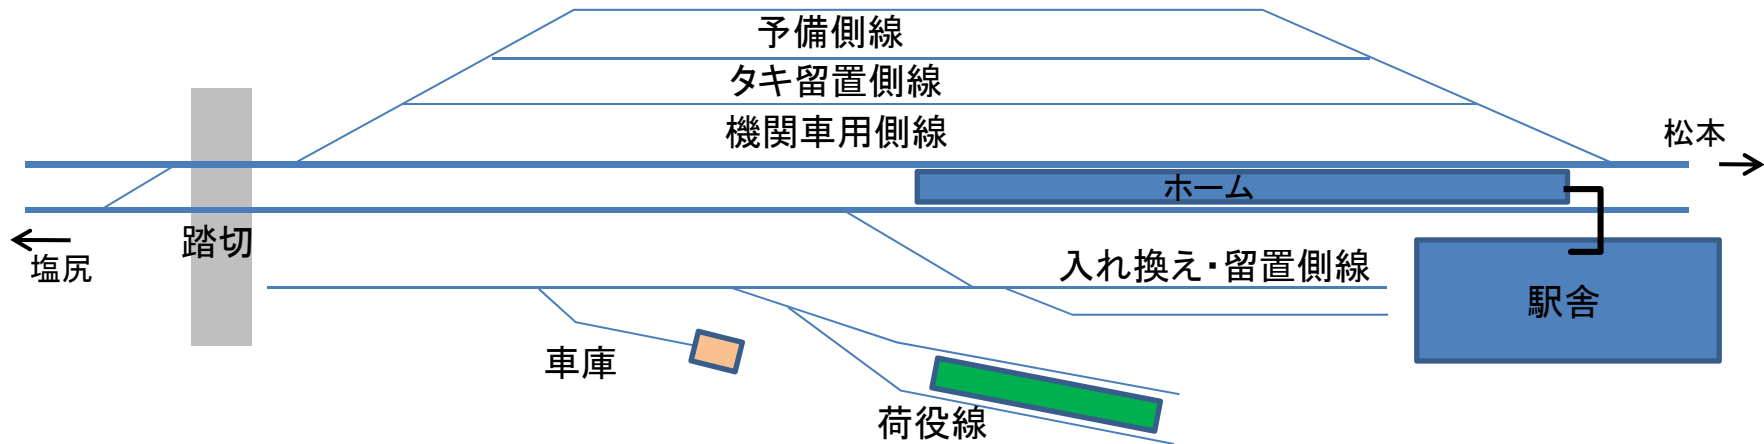 予備側線
タキ留置側線
機関車用側線
松本
ホーム
踏切
塩尻
入れ換え・留置側線
駅舎
車庫
荷役線